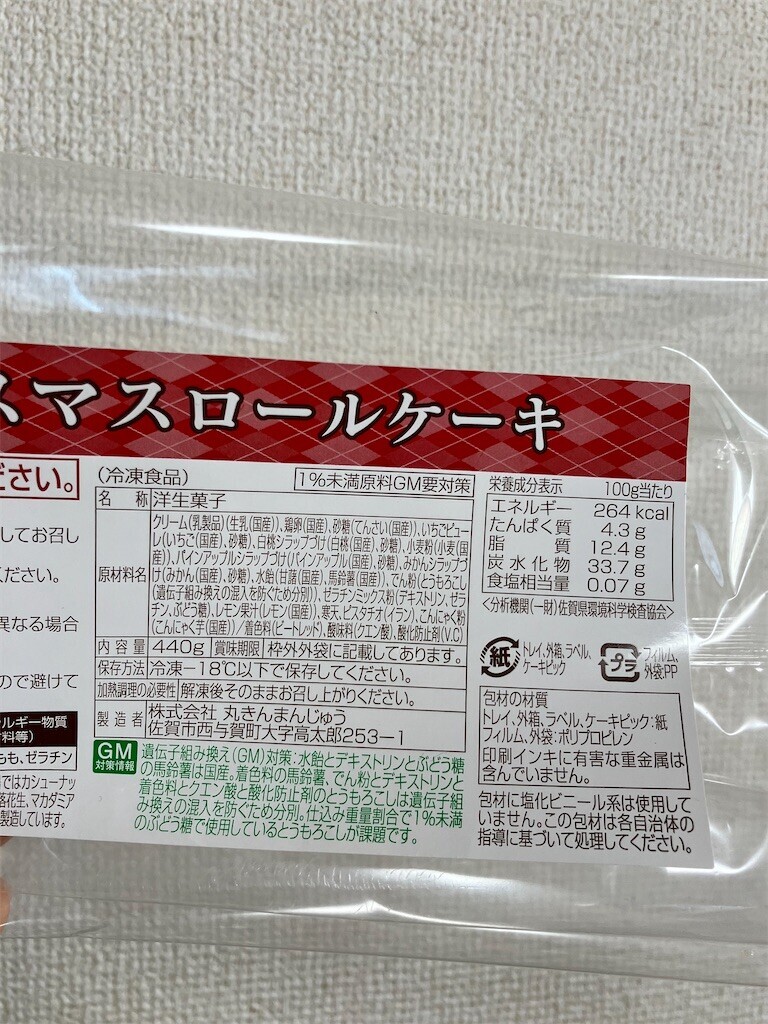 スマスロールケーキ
ださい。
してお召し
ください。
異なる場合
ので避けて
ルギー物質
料等)
もも、ゼラチン
ではカシューナッ
落花生、マカダミア
製造しています。
(冷凍食品)
1%未満原料GM要対策
名 称 洋生菓子
原材料名
クリーム(乳製品)(生乳(国産))、鶏卵(国産)、砂糖(てんさい(国産))、いちごピュー
レ(いちご(国産)、砂糖)、白桃シラップづけ(白桃(国産)、砂糖)、小麦粉(小麦(国
産))、パインアップルシラップづけ(パインアップル(国産)、砂糖)、みかんシラップづ
け(みかん(国産)、砂糖)、水飴(甘藷(国産)、馬鈴薯(国産))、でん粉(とうもろこし
(遺伝子組み換えの混入を防ぐため分別))、ゼラチンミックス粉(デキストリン、ゼラ
チン、ぶどう糖)、レモン果汁(レモン(国産))、寒天、ピスタチオ(イラン)、こんにゃく粉
(こんにゃく芋(国産))/着色料(ビートレッド)、酸味料(クエン酸)、酸化防止剤(V.C)
内 容 量 440g 賞味期限 枠外外袋に記載してあります。
保存方法 冷凍-18℃以下で保存してください。
加熱調理の必要性 解凍後そのままお召し上がりください。
製 造 者 株式会社 丸きんまんじゅう
佐賀市西与賀町大字高太郎253-1
GM
対策情報
遺伝子組み換え(GM)対策:水飴とデキストリンとぶどう糖
の馬鈴薯は国産。着色料の馬鈴薯、でん粉とデキストリンと
着色料とクエン酸と酸化防止剤のとうもろこしは遺伝子組
み換えの混入を防ぐため分別。仕込み重量割合で1%未満
のぶどう糖で使用しているとうもろこしが課題です。
栄養成分表示 100g当たり
エネルギー 264 kcal
たんぱく質 4.3 g
脂 質 12.4 g
炭水化物 33.7 g
食塩相当量 0.07 g
<分析機関(一財)佐賀県環境科学検査協会>
紙 トレイ、外箱、ラベル、
ケーキピック
プラ フィルム、
外袋:PP
包材の材質
トレイ、外箱、ラベル、ケーキピック:紙
フィルム、外袋:ポリプロピレン
印刷インキに有害な重金属は
含んでいません。
包材に塩化ビニール系は使用して
いません。この包材は各自治体の
指導に基づいて処理してください。